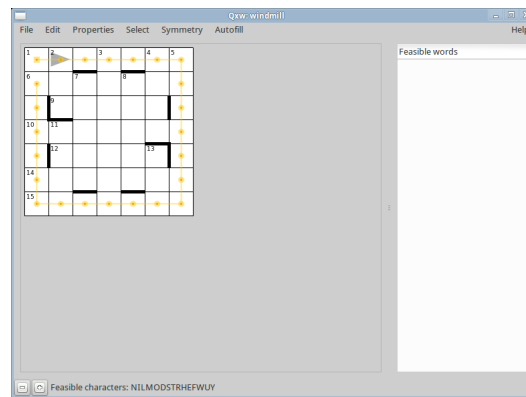 Qxw: windmill
File Edit Properties Select Symmetry Autofill Help
Feasible words
1 2 3 4 5
6 7 8
9
10 11
12 13
14
15
Feasible characters: NILMODSTRHEFWUY